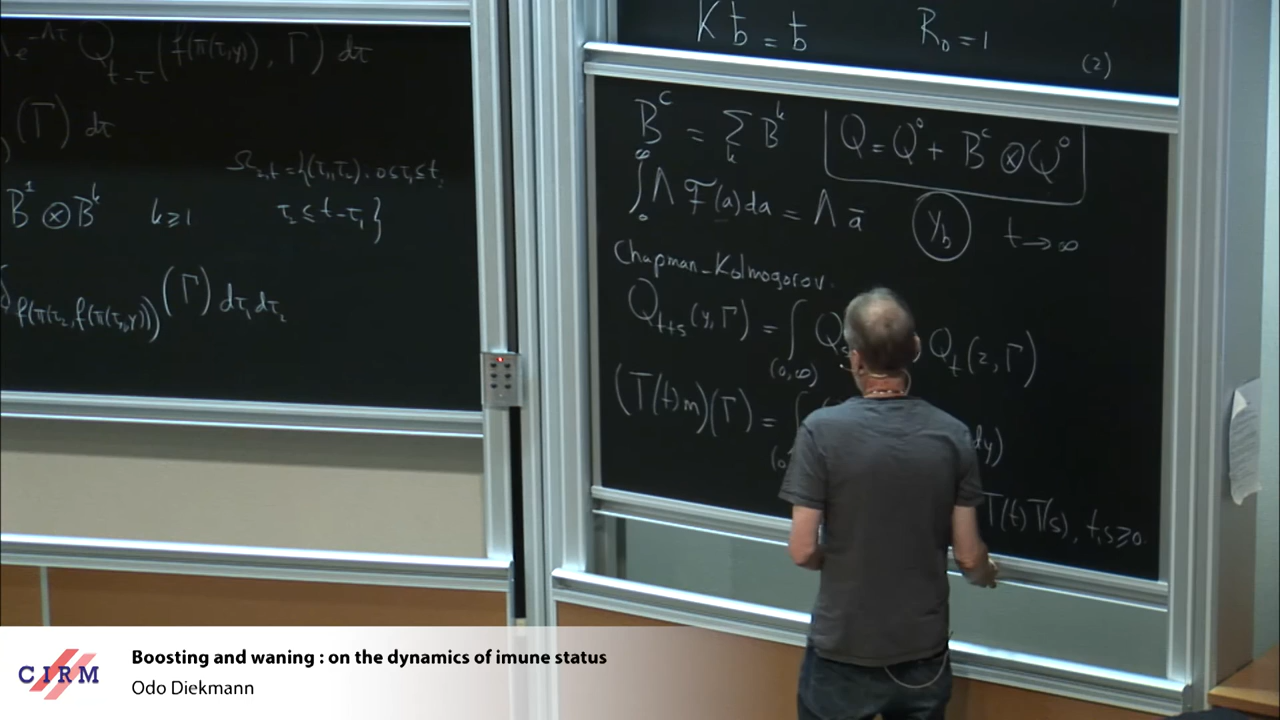 e^{-Λτ} Q_{t-τ} (f(π(τ,y)), Γ) dτ
(Γ) dτ
Ω_{2,t} = {(τ₁,τ₂) : 0 ≤ τ₁ ≤ t,
B¹ ⊗ B^k k ≥ 1 τ₂ ≤ t-τ₁}
δ_{f(π(τ₂, f(π(τ₁,y)))} (Γ) dτ₁dτ₂
K b = b R₀ = 1
(2)
B^c = Σ_k B^k Q = Q⁰ + B^c ⊗ Q⁰
∫₀^∞ Λ F(a) da = Λ ā y_b t → ∞
Chapman-Kolmogorov.
Q_{t+s}(y,Γ) = ∫_{(0,∞)} Q Q_t(z,Γ)
(T(t)m)(Γ) = ∫ dy)
T(t)T(s), t,s ≥ 0
CIRM
Boosting and waning : on the dynamics of imune status
Odo Diekmann